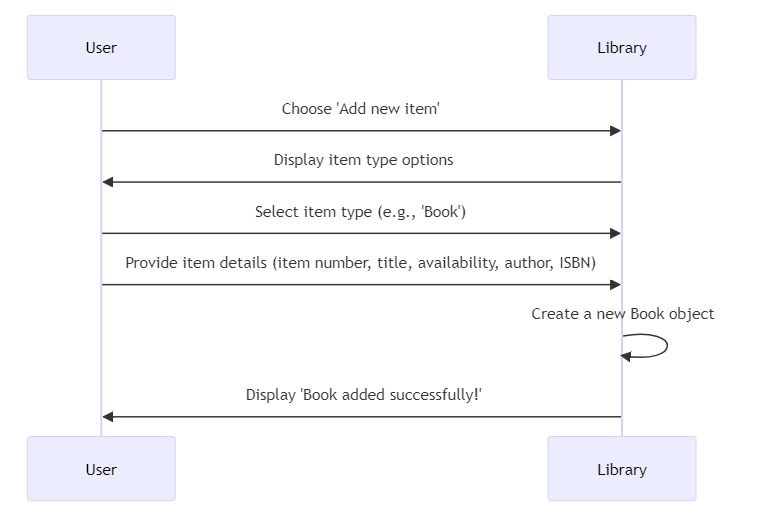 User Library
Choose 'Add new item'
Display item type options
Select item type (e.g., 'Book')
Provide item details (item number, title, availability, author, ISBN)
Create a new Book object
Display 'Book added successfully!'
User Library